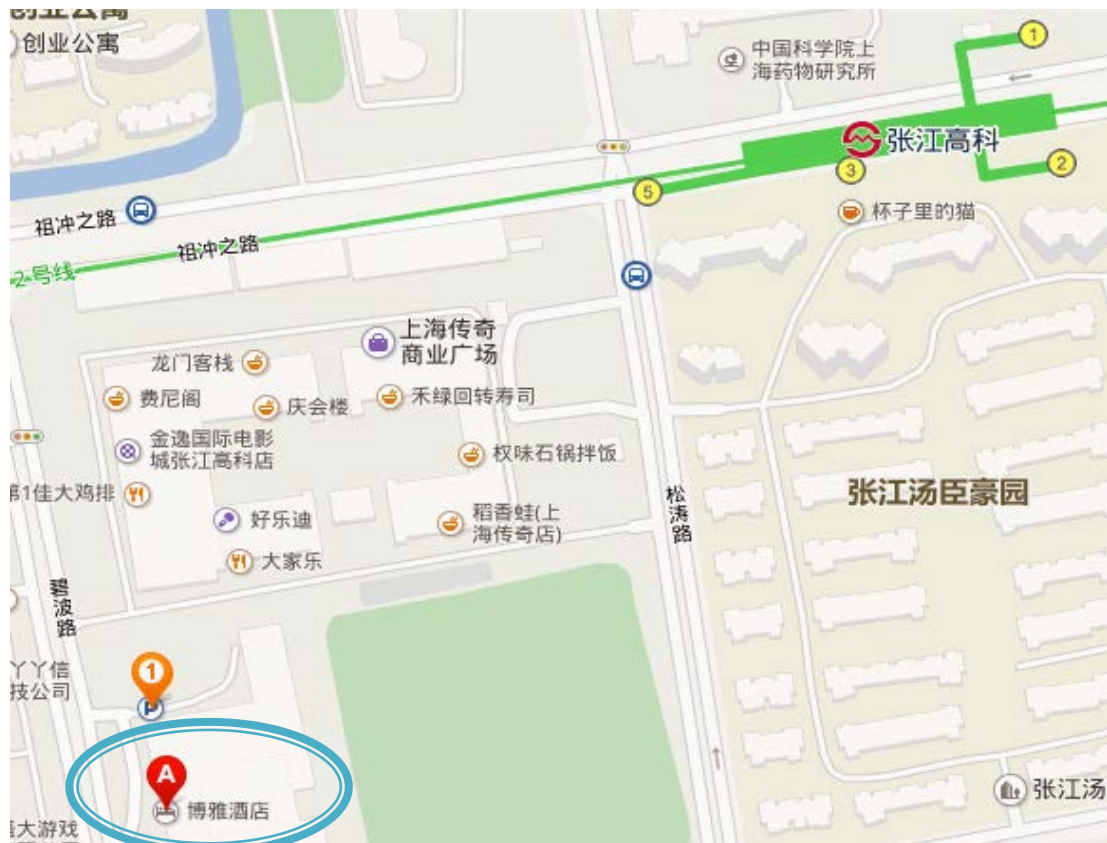 创业公寓
创业公寓
中国科学院上
海药物研究所
1
张江高科
2
3
5
杯子里的猫
祖冲之路
祖冲之路
2号线
上海传奇
商业广场
龙门客栈
费尼阁
庆会楼
禾绿回转寿司
金逸国际电影
城张江高科店
权味石锅拌饭
第1佳大鸡排
好乐迪
稻香蛙(上
海传奇店)
大家乐
松涛路
张江汤臣豪园
碧波路
丫丫信
技公司
1
P
A
博雅酒店
大游戏
张江汤